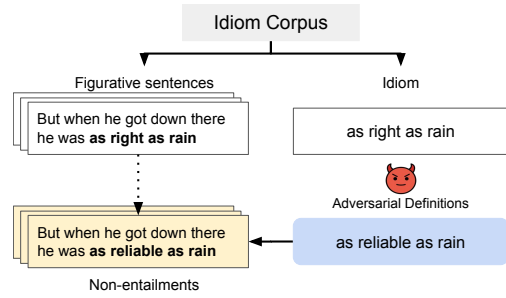 Idiom Corpus
Figurative sentences
Idiom
But when he got down there
he was as right as rain
as right as rain
Adversarial Definitions
But when he got down there
he was as reliable as rain
as reliable as rain
Non-entailments